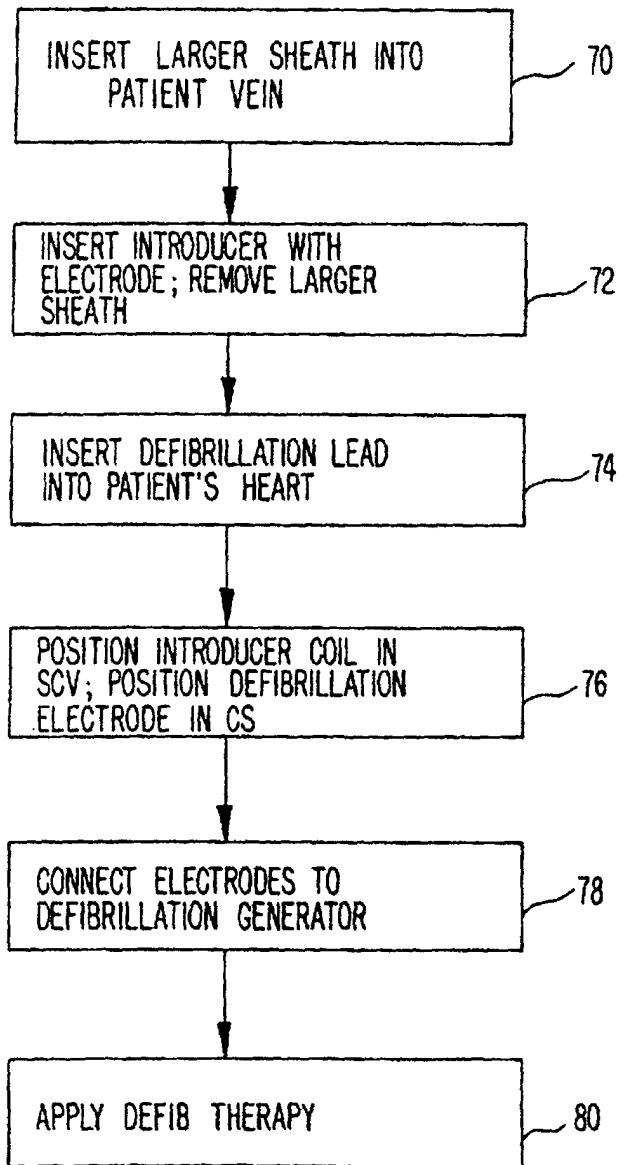 INSERT LARGER SHEATH INTO
PATIENT VEIN
70
INSERT INTRODUCER WITH
ELECTRODE; REMOVE LARGER
SHEATH
72
INSERT DEFIBRILLATION LEAD
INTO PATIENT'S HEART
74
POSITION INTRODUCER COIL IN
SCV; POSITION DEFIBRILLATION
ELECTRODE IN CS
76
CONNECT ELECTRODES TO
DEFIBRILLATION GENERATOR
78
APPLY DEFIB THERAPY
80